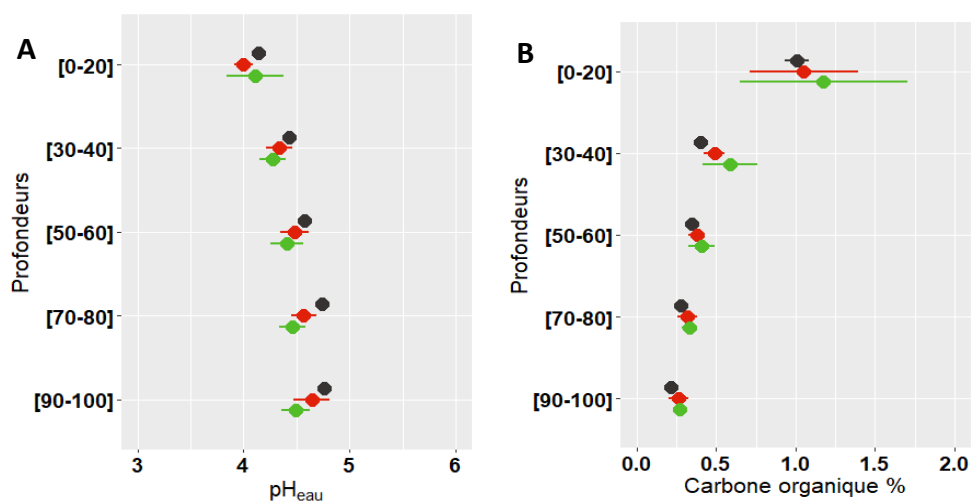 A
Profondeurs
[0-20]
[30-40]
[50-60]
[70-80]
[90-100]
3 4 5 6
pHeau
B
Profondeurs
[0-20]
[30-40]
[50-60]
[70-80]
[90-100]
0.0 0.5 1.0 1.5 2.0
Carbone organique %